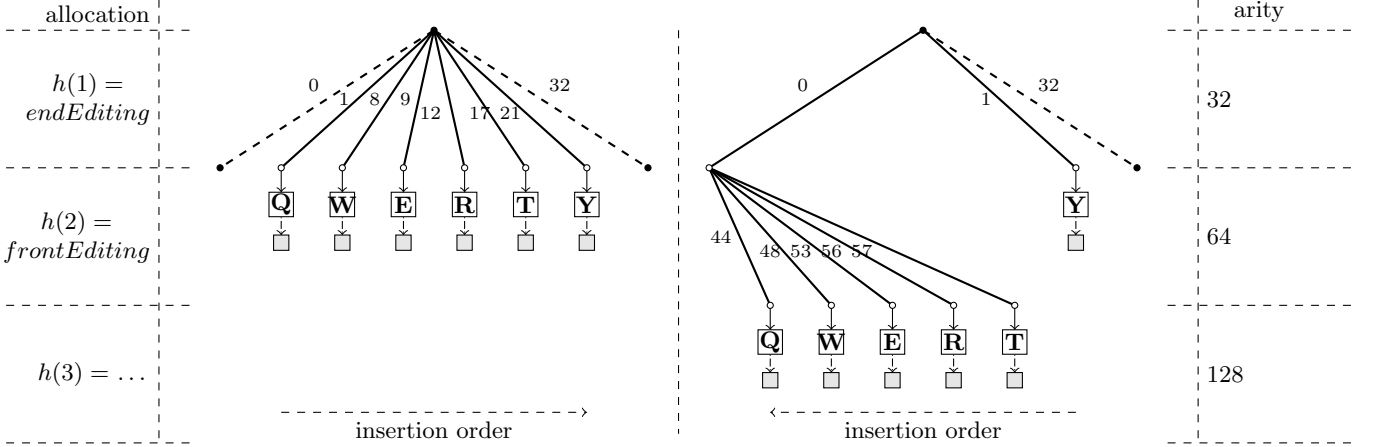 allocation
arity
0
1
8
9
12
17
21
32
0
1
32
h(1) =
endEditing
32
Q W E R T Y
Y
h(2) =
frontEditing
44
48
53
56
57
64
Q W E R T
h(3) = ...
128
insertion order
insertion order